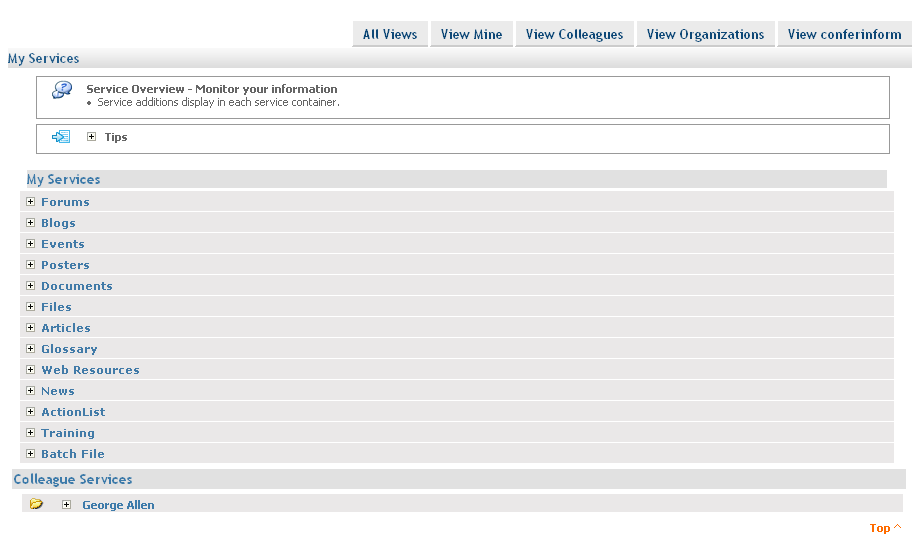 All Views View Mine View Colleagues View Organizations View conferinform
My Services
Service Overview - Monitor your information
• Service additions display in each service container.
Tips
My Services
Forums
Blogs
Events
Posters
Documents
Files
Articles
Glossary
Web Resources
News
ActionList
Training
Batch File
Colleague Services
George Allen
Top ^